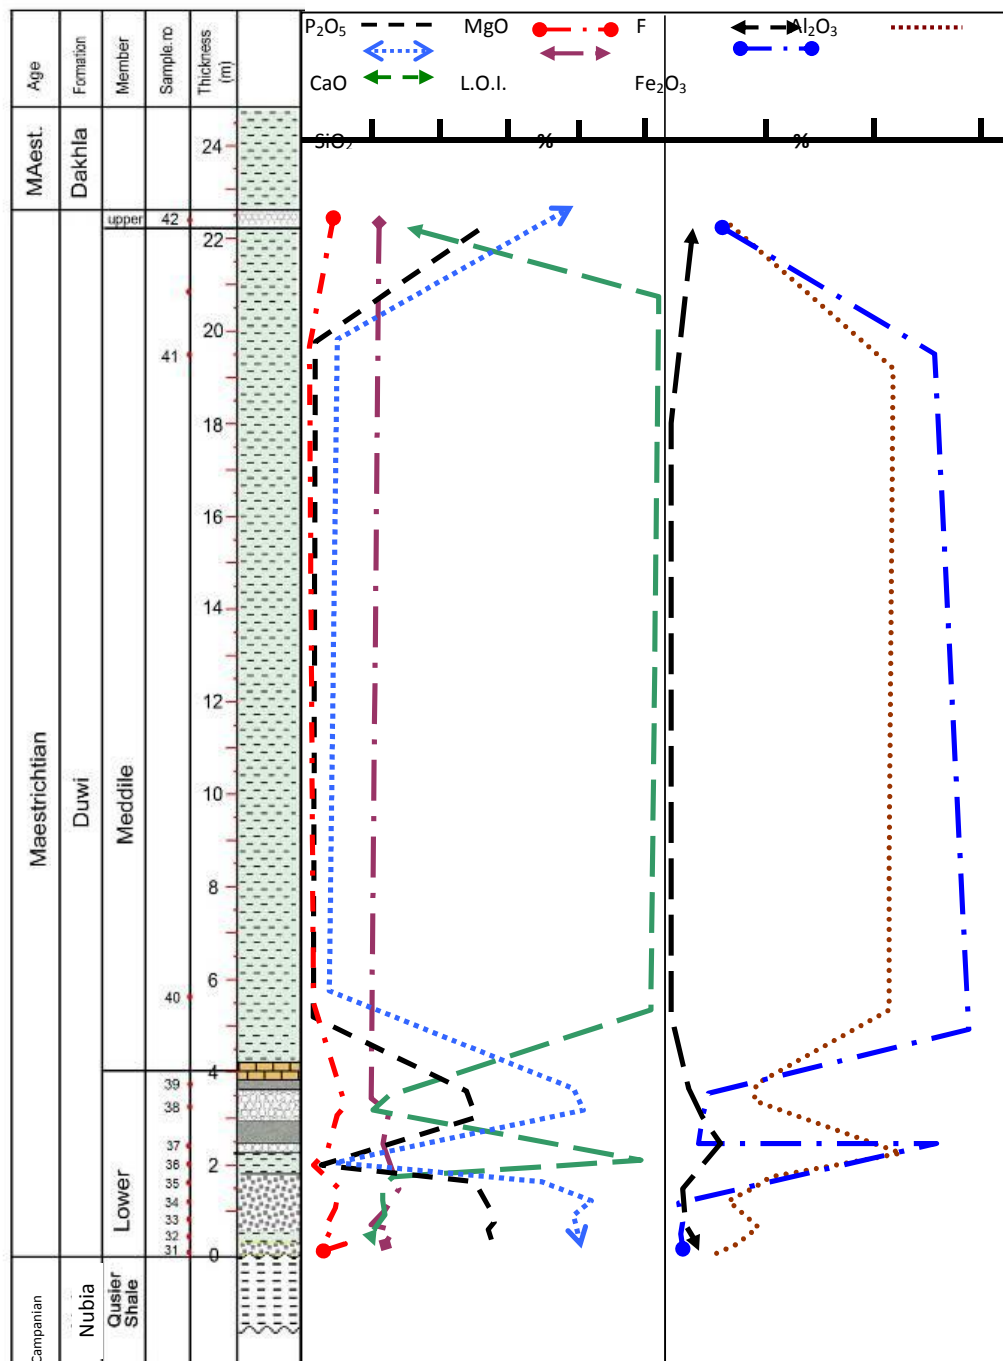 Age
Formation
Member
Sample.no
Thickness
(m)
P₂O₅
MgO
F
Al₂O₃
CaO
L.O.I.
Fe₂O₃
SiO₂
%
%
MAest.
Dakhla
24
upper
42
22
20
41
18
16
14
12
10
8
6
40
4
39
38
37
2
36
35
34
33
32
31
0
Maestrichtian
Duwi
Meddile
Lower
Campanian
Nubia
Qusier
Shale